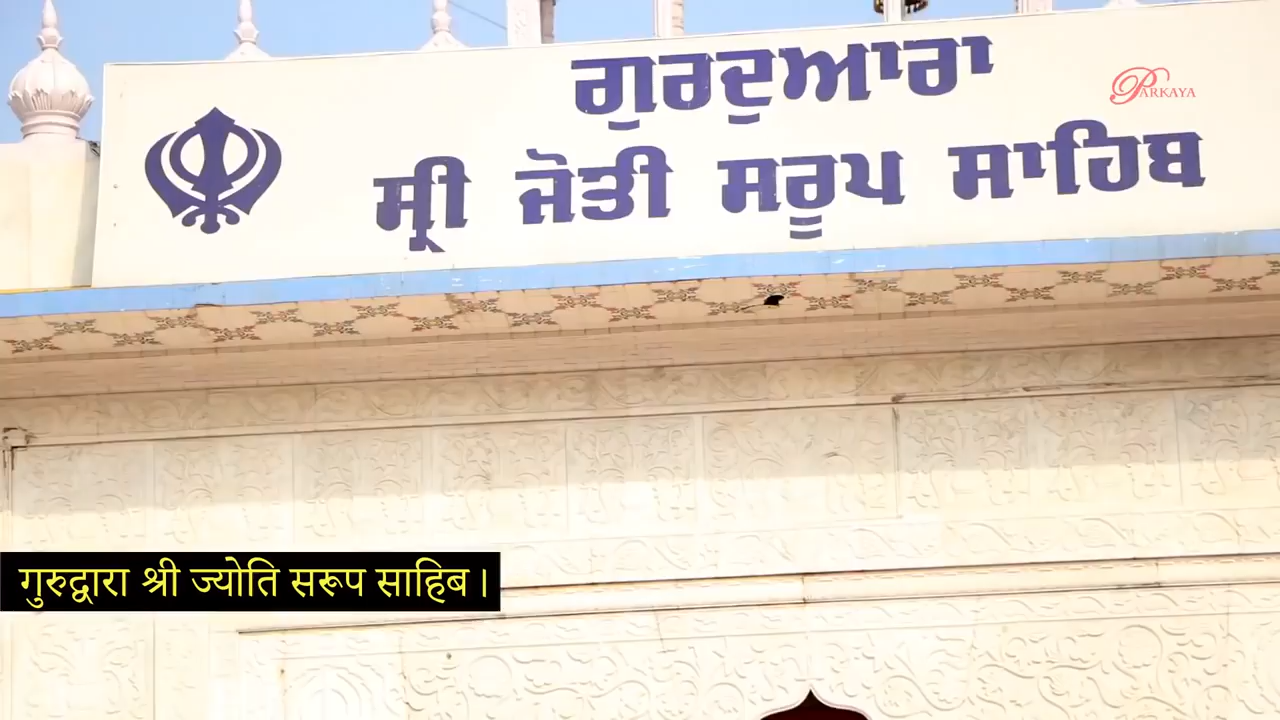 ਗੁਰਦੁਆਰਾ
PARKAYA
ਸ੍ਰੀ ਜੋਤੀ ਸਰੂਪ ਸਾਹਿਬ
गुरुद्वारा श्री ज्योति सरूप साहिब।